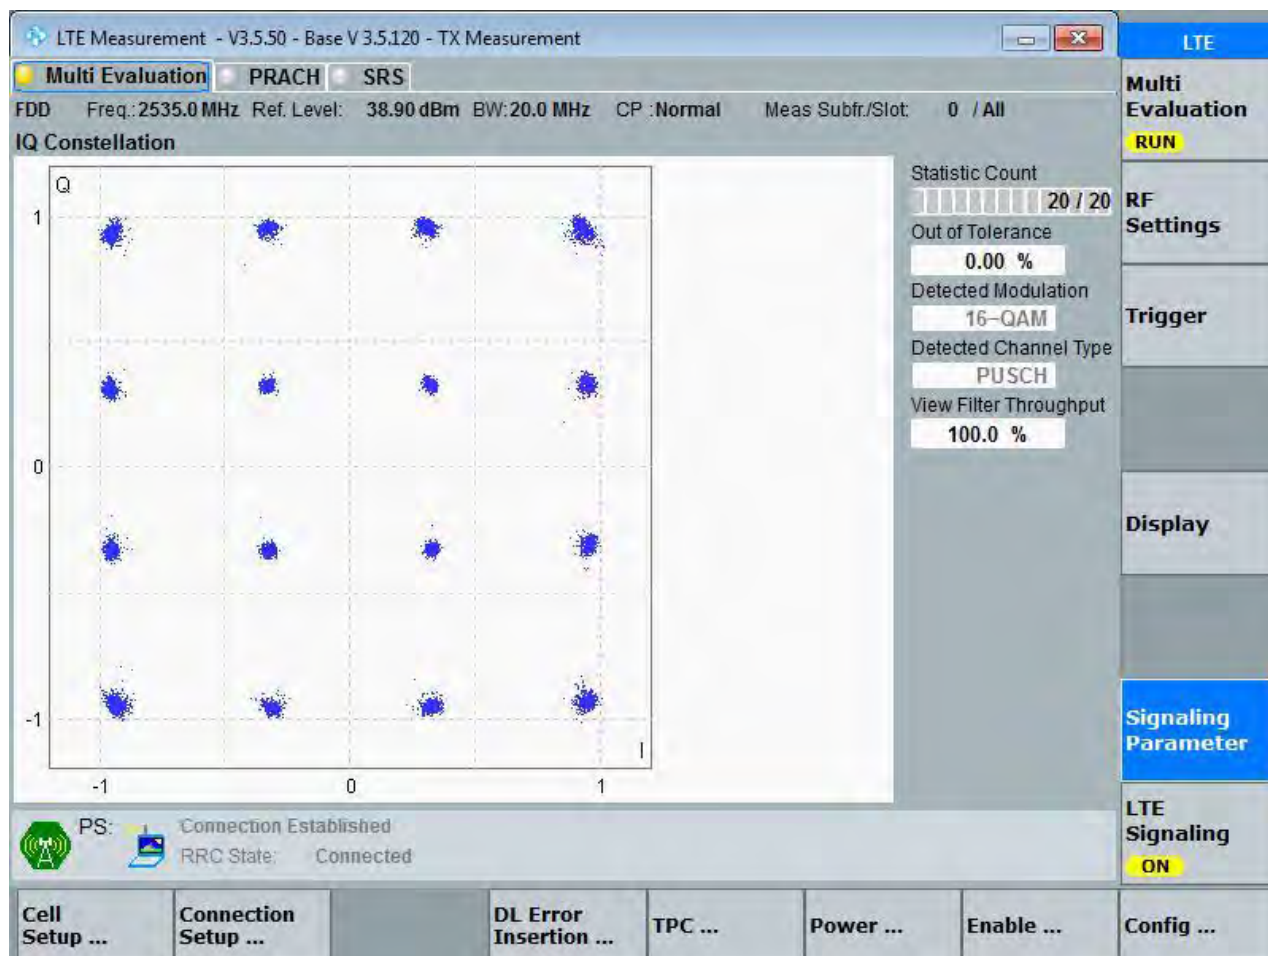 LTE Measurement - V3.5.50 - Base V 3.5.120 - TX Measurement
LTE
Multi Evaluation PRACH SRS
FDD Freq.:2535.0 MHz Ref. Level: 38.90 dBm BW:20.0 MHz CP :Normal Meas Subfr./Slot: 0 / All
IQ Constellation
Q
1
0
-1
I
-1 0 1
Statistic Count
20 / 20
Out of Tolerance
0.00 %
Detected Modulation
16-QAM
Detected Channel Type
PUSCH
View Filter Throughput
100.0 %
Multi
Evaluation
RUN
RF
Settings
Trigger
Display
Signaling
Parameter
LTE
Signaling
ON
PS: Connection Established
RRC State: Connected
Cell
Setup ...
Connection
Setup ...
DL Error
Insertion ...
TPC ...
Power ...
Enable ...
Config ...